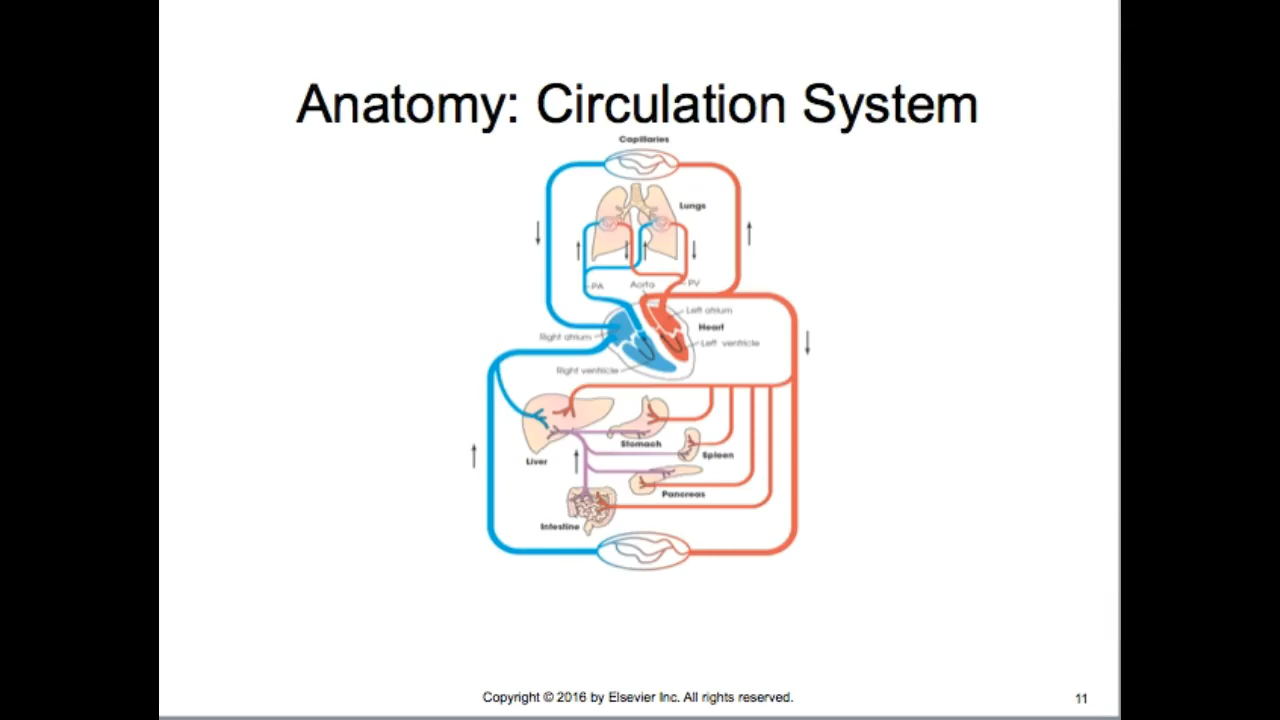 Anatomy: Circulation System
Capillaries
Lungs
PA
Aorta
PV
Left atrium
Heart
Right atrium
Left ventricle
Right ventricle
Stomach
Spleen
Liver
Pancreas
Intestine
Copyright © 2016 by Elsevier Inc. All rights reserved.
11